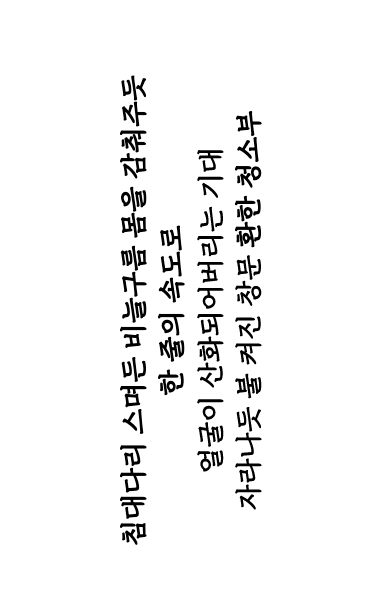 침대다리 스며든 비늘구름 몸을 감춰주듯
한 줄의 속도로
얼굴이 산화되어버리는 기대
자라나듯 불 켜진 창문 환한 청소부